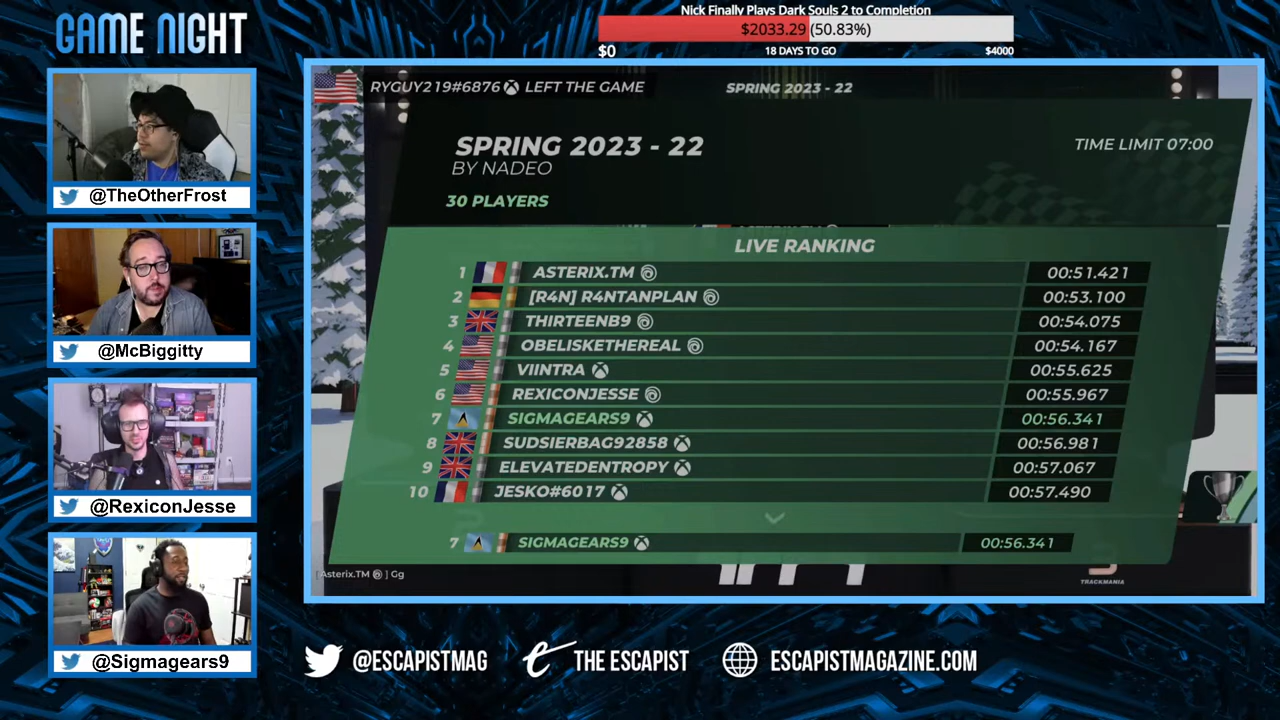 GAME NIGHT
Nick Finally Plays Dark Souls 2 to Completion
$2033.29 (50.83%)
$0
18 DAYS TO GO
$4000
@TheOtherFrost
@McBiggitty
@RexiconJesse
@Sigmagears9
RYGUY219#6876 LEFT THE GAME
SPRING 2023 - 22
SPRING 2023 - 22
BY NADEO
TIME LIMIT 07:00
30 PLAYERS
LIVE RANKING
1 ASTERIX.TM 00:51.421
2 [R4N] R4NTANPLAN 00:53.100
3 THIRTEENB9 00:54.075
4 OBELISKETHEREAL 00:54.167
5 VIINTRA 00:55.625
6 REXICONJESSE 00:55.967
7 SIGMAGEARS9 00:56.341
8 SUDSIERBAG92858 00:56.981
9 ELEVATEDENTROPY 00:57.067
10 JESKO#6017 00:57.490
7 SIGMAGEARS9 00:56.341
[Asterix.TM] Gg
TRACKMANIA
@ESCAPISTMAG
THE ESCAPIST
ESCAPISTMAGAZINE.COM